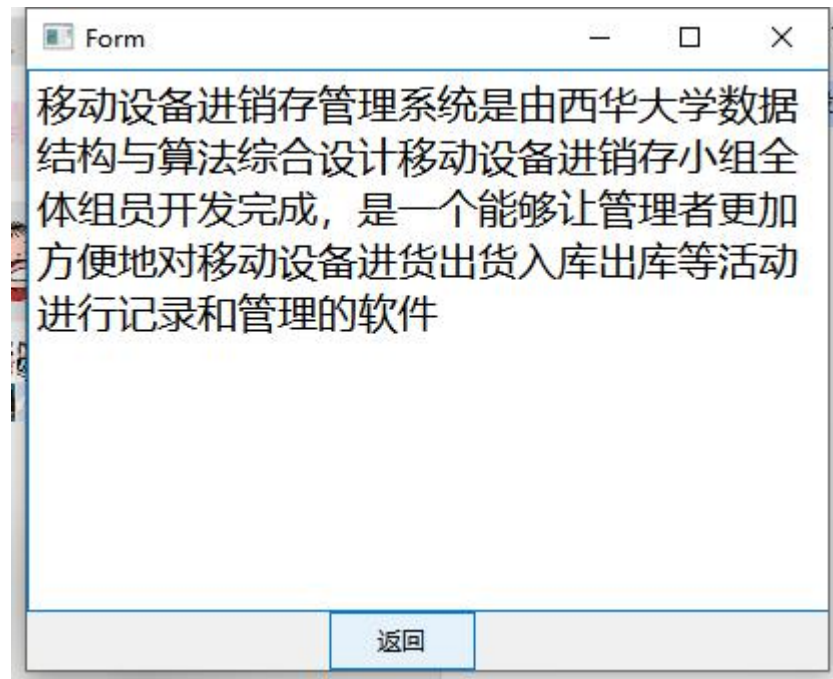 Form
移动设备进销存管理系统是由西华大学数据
结构与算法综合设计移动设备进销存小组全
体组员开发完成，是一个能够让管理者更加
方便地对移动设备进货出货入库出库等活动
进行记录和管理的软件
返回